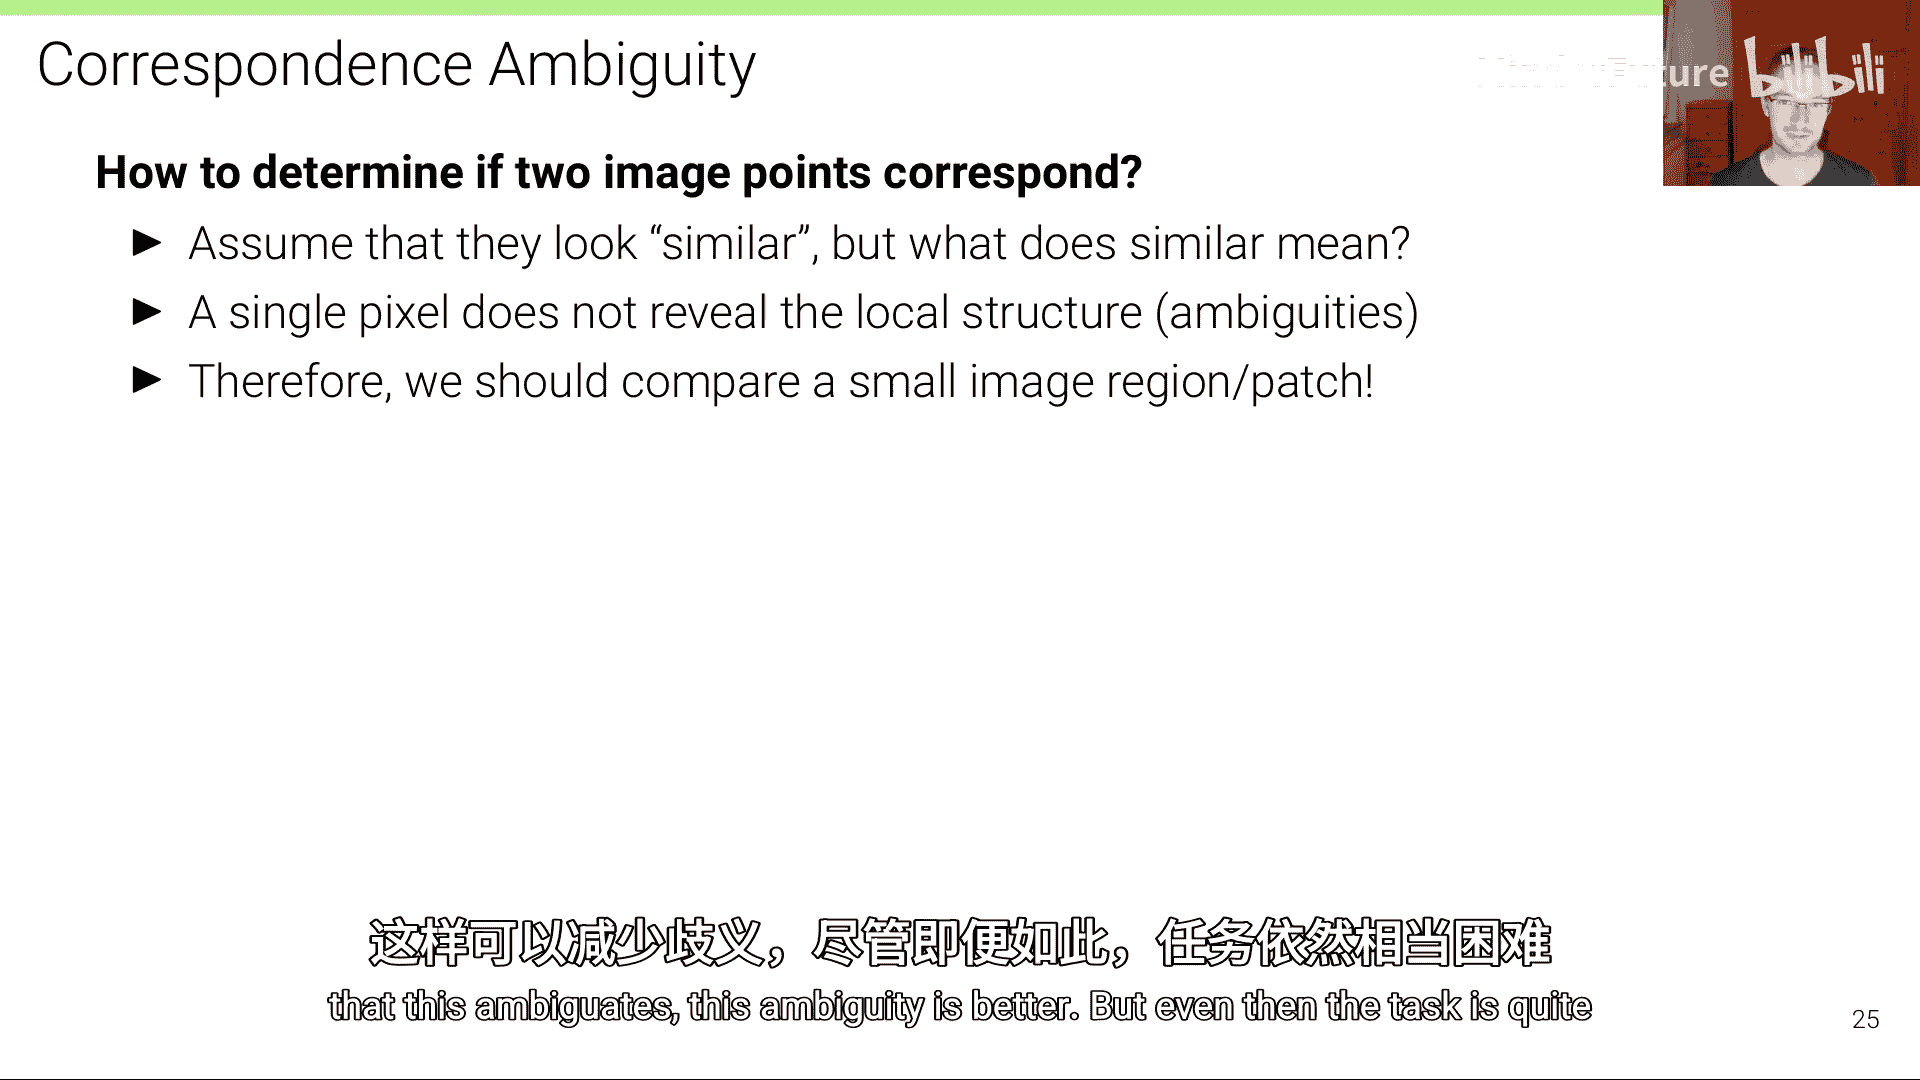 Correspondence Ambiguity
ture bilibili
How to determine if two image points correspond?
▶ Assume that they look “similar”, but what does similar mean?
▶ A single pixel does not reveal the local structure (ambiguities)
▶ Therefore, we should compare a small image region/patch!
这样可以减少歧义，尽管即便如此，任务依然相当困难
that this ambiguates, this ambiguity is better. But even then the task is quite
25